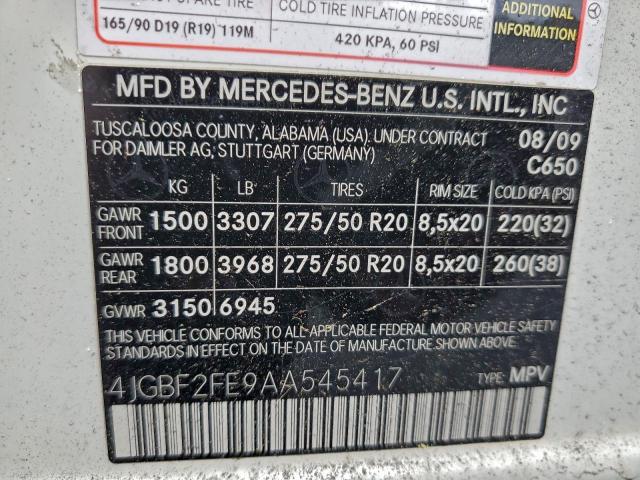 SPARE TIRE
COLD TIRE INFLATION PRESSURE
165/90 D19 (R19) 119M
420 KPA, 60 PSI
ADDITIONAL
INFORMATION
MFD BY MERCEDES-BENZ U.S. INTL., INC
TUSCALOOSA COUNTY, ALABAMA (USA), UNDER CONTRACT 08/09
FOR DAIMLER AG, STUTTGART (GERMANY) C650
KG LB TIRES RIM SIZE COLD KPA (PSI)
GAWR FRONT 1500 3307 275/50 R20 8,5x20 220(32)
GAWR REAR 1800 3968 275/50 R20 8,5x20 260(38)
GVWR 3150 6945
THIS VEHICLE CONFORMS TO ALL APPLICABLE FEDERAL MOTOR VEHICLE SAFETY
STANDARDS IN EFFECT ON THE DATE OF MANUFACTURE SHOWN ABOVE.
4JGBF2FE9AA545417 TYPE: MPV